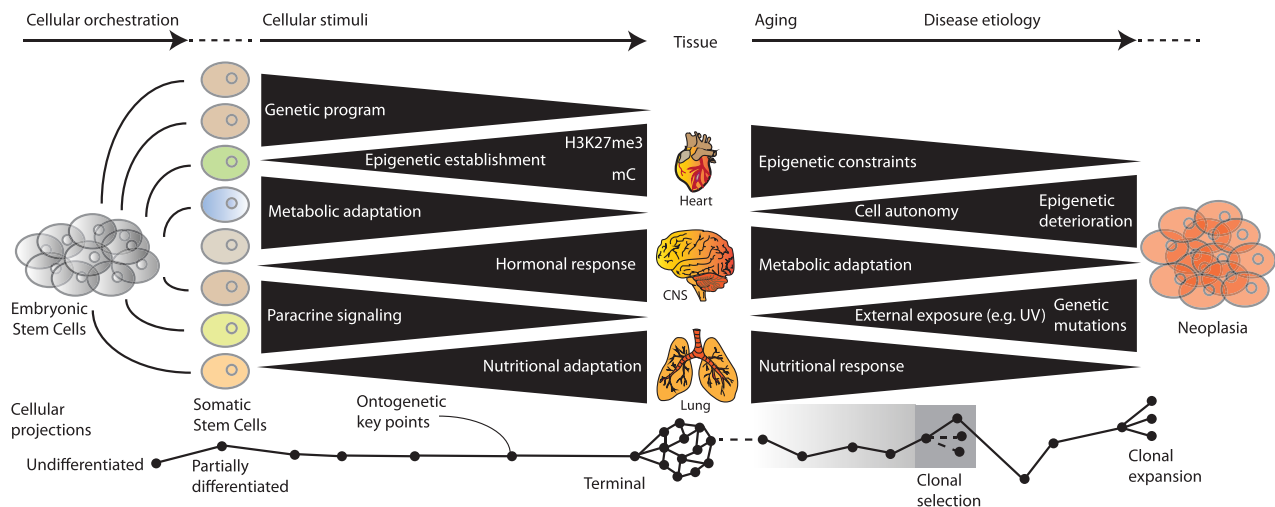 Cellular orchestration
Cellular stimuli
Tissue
Aging
Disease etiology
Genetic program
Epigenetic establishment
H3K27me3
mC
Metabolic adaptation
Hormonal response
Paracrine signaling
Nutritional adaptation
Heart
CNS
Lung
Epigenetic constraints
Cell autonomy
Epigenetic
deterioration
Metabolic adaptation
External exposure (e.g. UV)
Genetic
mutations
Nutritional response
Embryonic
Stem Cells
Neoplasia
Somatic
Stem Cells
Cellular
projections
Ontogenetic
key points
Undifferentiated
Partially
differentiated
Terminal
Clonal
selection
Clonal
expansion